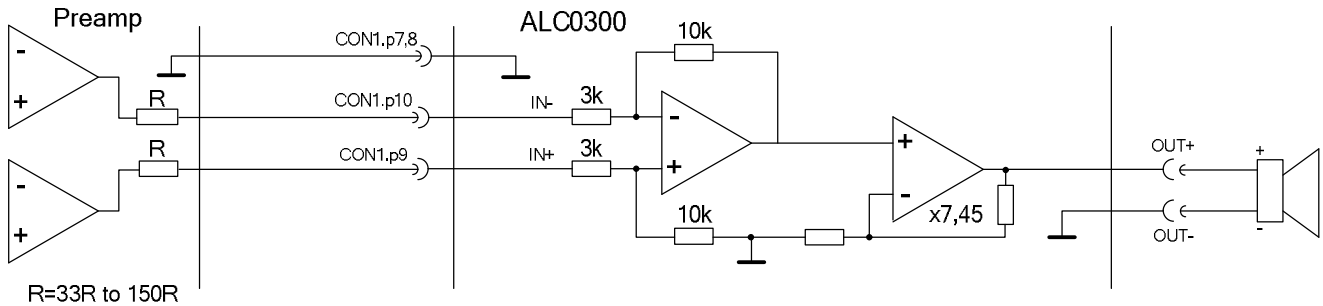 Preamp
ALC0300
CON1.p7,8
10k
-
+
R
CON1.p10
IN-
3k
-
+
R
CON1.p9
IN+
3k
+
-
x7,45
OUT+
+
-
OUT-
-
+
10k
R=33R to 150R